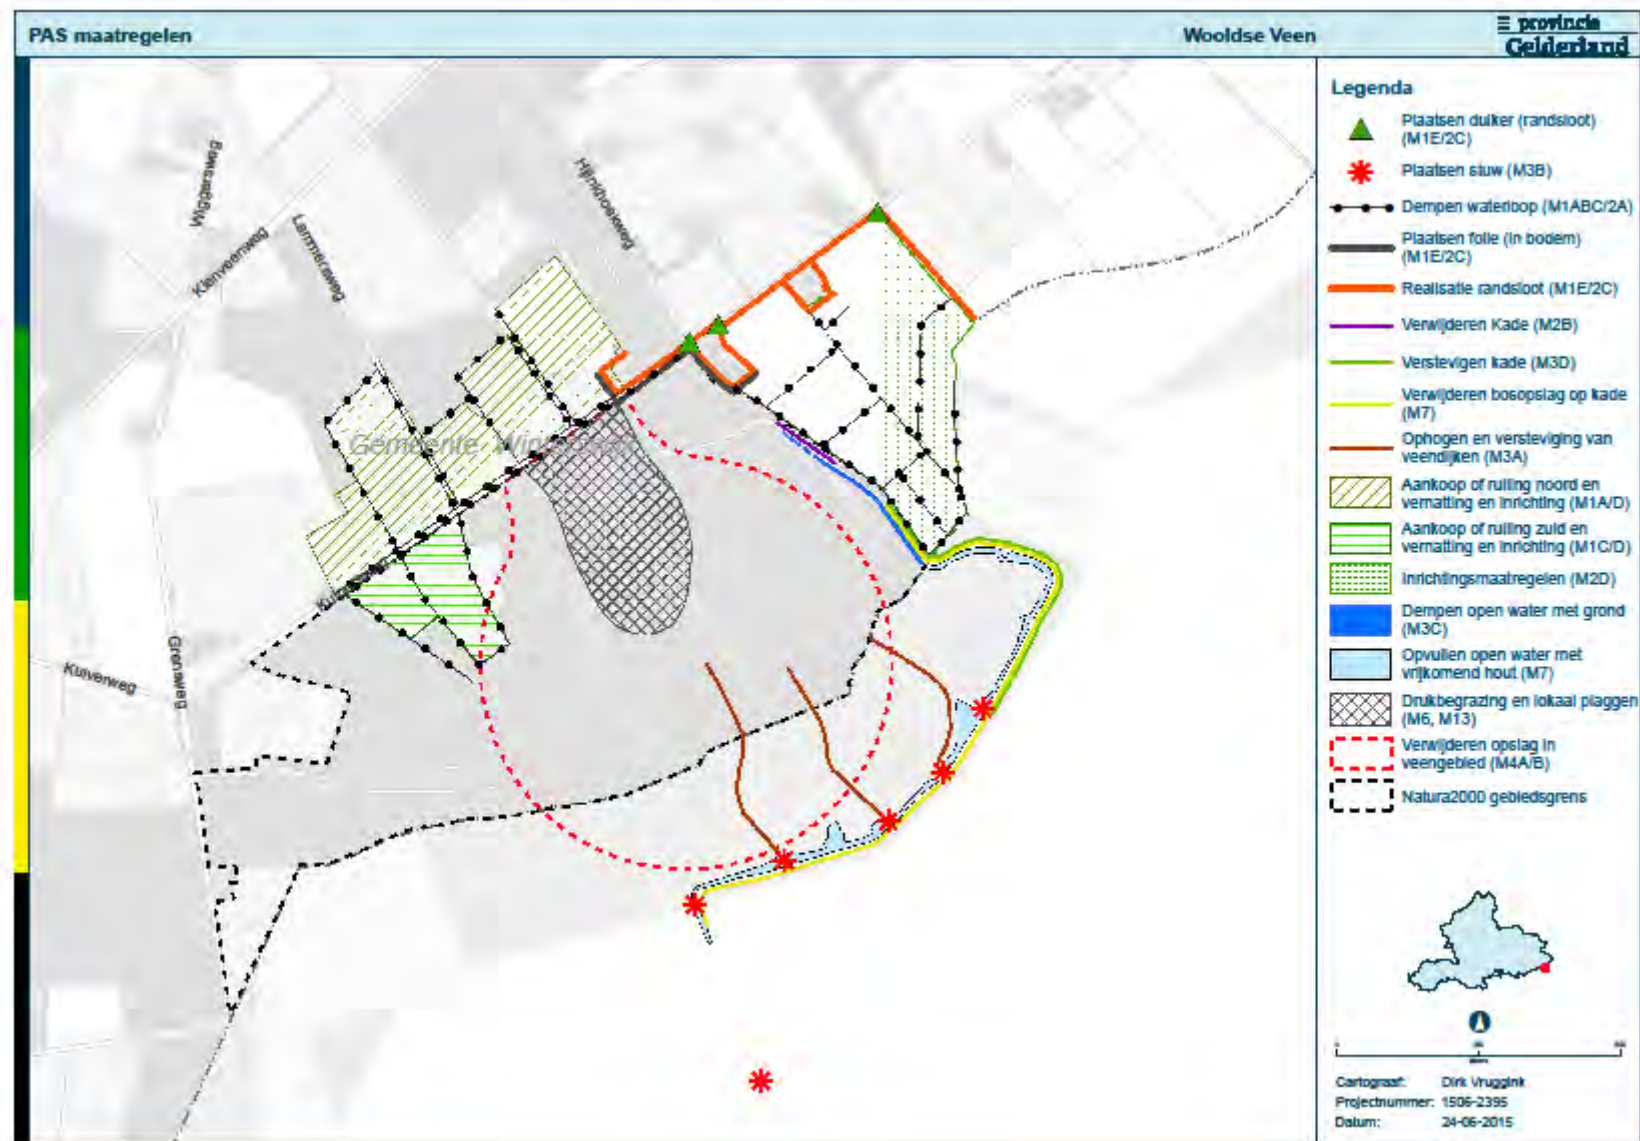 PAS maatregelen
Wooldse Veen
provincie
Gelderland
Wiggersweg
Kienveerweg
Lammersweg
Gemeente
Kuiverweg
Grensweg
Legenda
Plaatsen duiker (randsloot)
(M1E/2C)
Plaatsen stuw (M3B)
Dempen waterloop (M1ABC/2A)
Plaatsen folie (in bodem)
(M1E/2C)
Realisatie randsloot (M1E/2C)
Verwijderen Kade (M2B)
Verstevigen kade (M3D)
Verwijderen bosopslag op kade
(M7)
Ophogen en versteviging van
veendijken (M3A)
Aankoop of ruiling noord en
vernatting en inrichting (M1A/D)
Aankoop of ruiling zuid en
vernatting en inrichting (M1C/D)
Inrichtingsmaatregelen (M2D)
Dempen open water met grond
(M3C)
Opvullen open water met
vrijkomend hout (M7)
Drukbegrazing en lokaal plaggen
(M6, M13)
Verwijderen opslag in
veengebied (M4A/B)
Natura2000 gebiedsgrens
Cartograaf: Dirk Vruggink
Projectnummer: 1506-2395
Datum: 24-06-2015